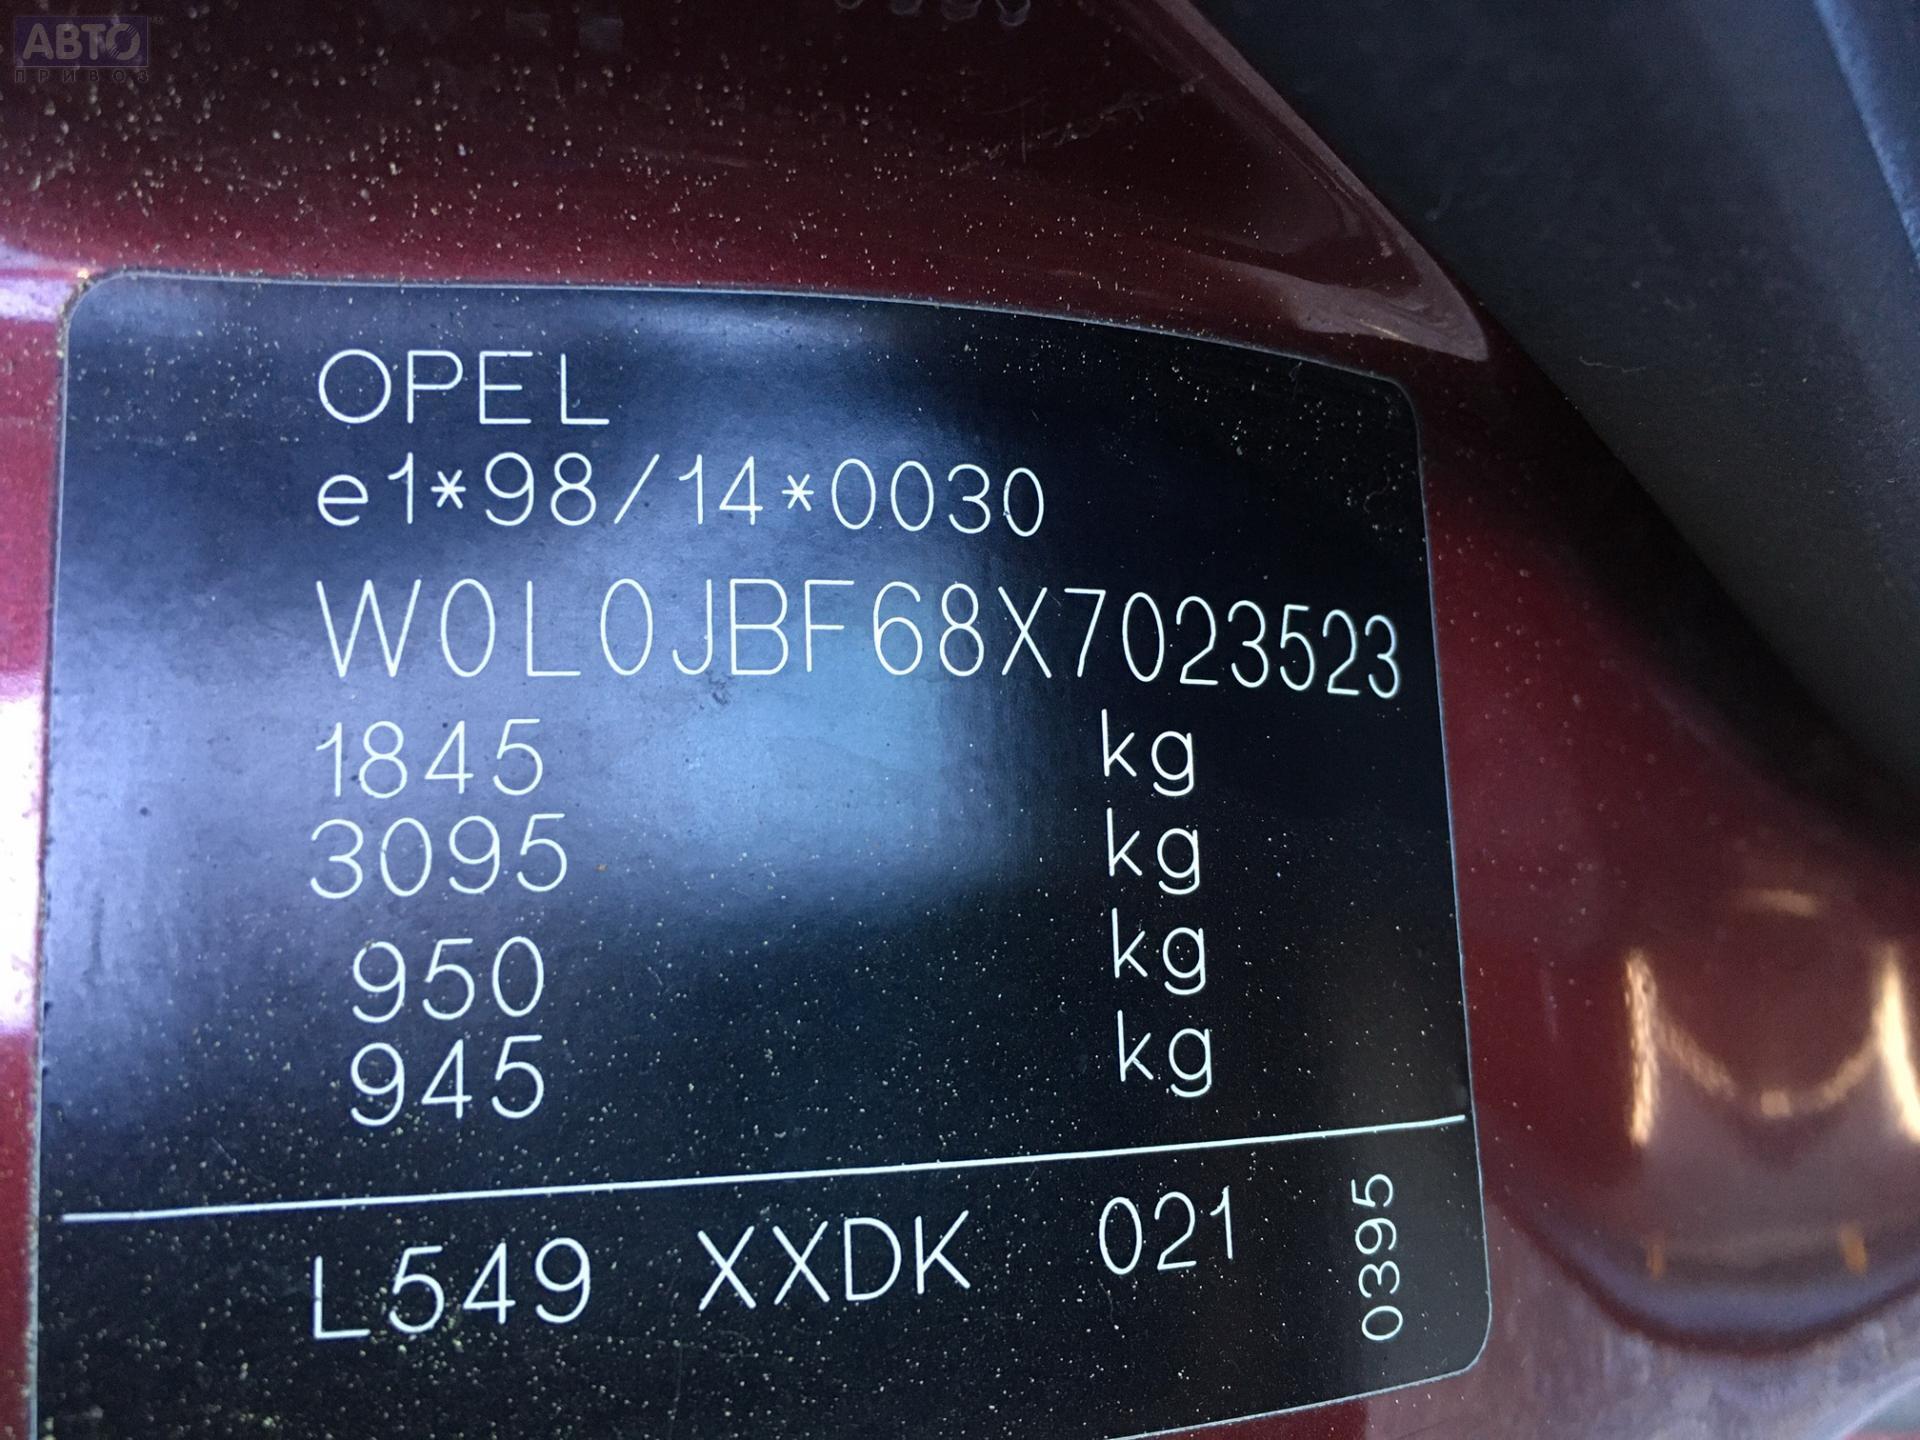 АВТО
ПРИВОЗ
OPEL
e1*98/14*0030
W0L0JBF68X7023523
1845 kg
3095 kg
950 kg
945 kg
L549 XXDK 021
0395